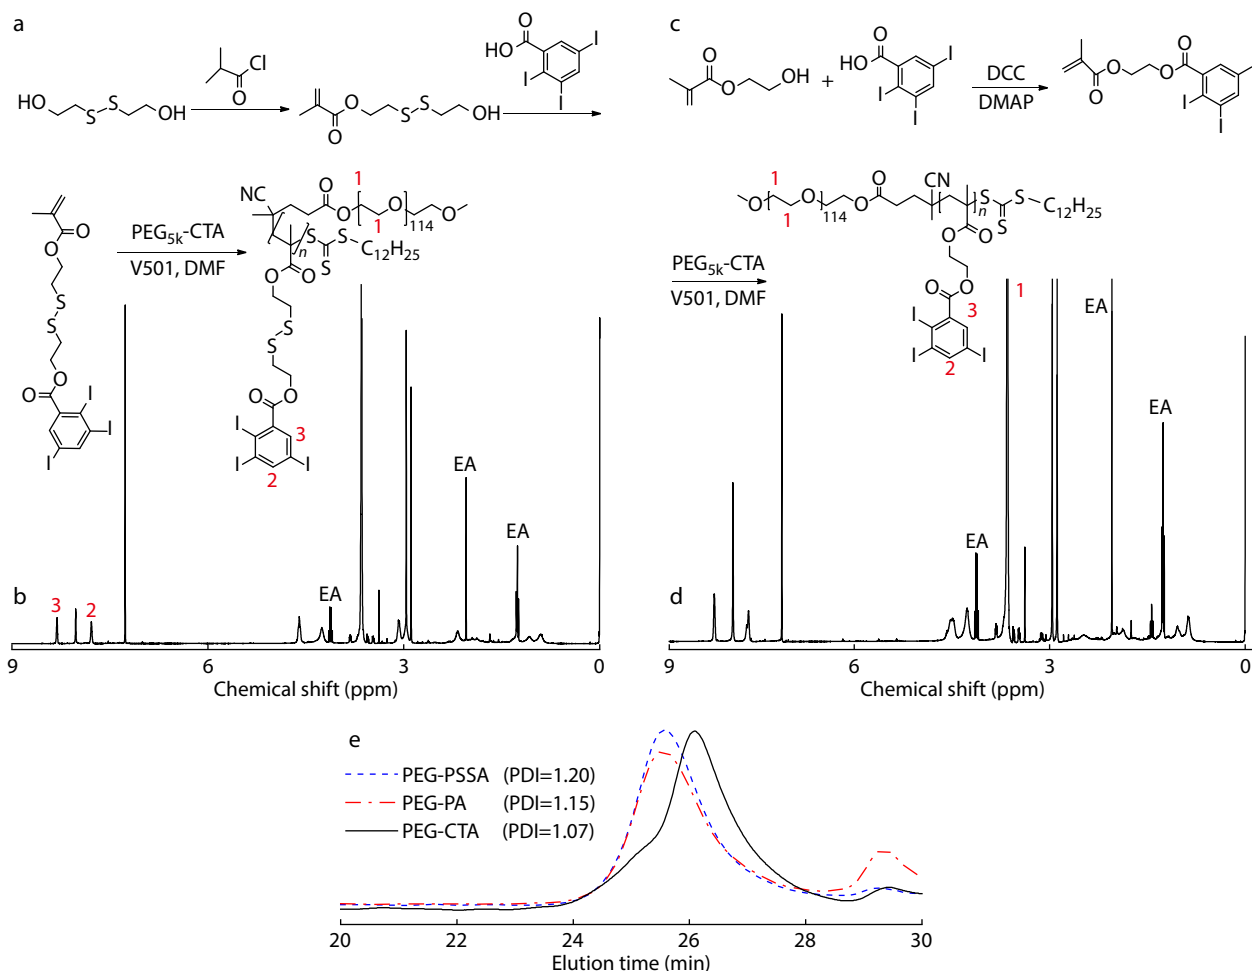 a
O
Cl
O
HO
I
I
I
HO
S
S
OH
O
O
S
S
OH
c
O
O
OH
+
O
HO
I
I
I
DCC
DMAP
O
O
O
O
I
I
I
O
O
S
S
O
O
I
I
I
PEG5k-CTA
V501, DMF
NC
O
O
1
O
1
114
O
n
S
S
S
C12H25
O
O
S
S
O
O
I
I
I
3
2
PEG5k-CTA
V501, DMF
1
O
O
1
114
O
O
CN
n
S
S
S
C12H25
O
O
O
O
3
I
I
I
2
b
3
2
EA
EA
EA
9
6
3
0
Chemical shift (ppm)
d
1
EA
EA
EA
9
6
3
0
Chemical shift (ppm)
e
PEG-PSSA (PDI=1.20)
PEG-PA (PDI=1.15)
PEG-CTA (PDI=1.07)
20
22
24
26
28
30
Elution time (min)